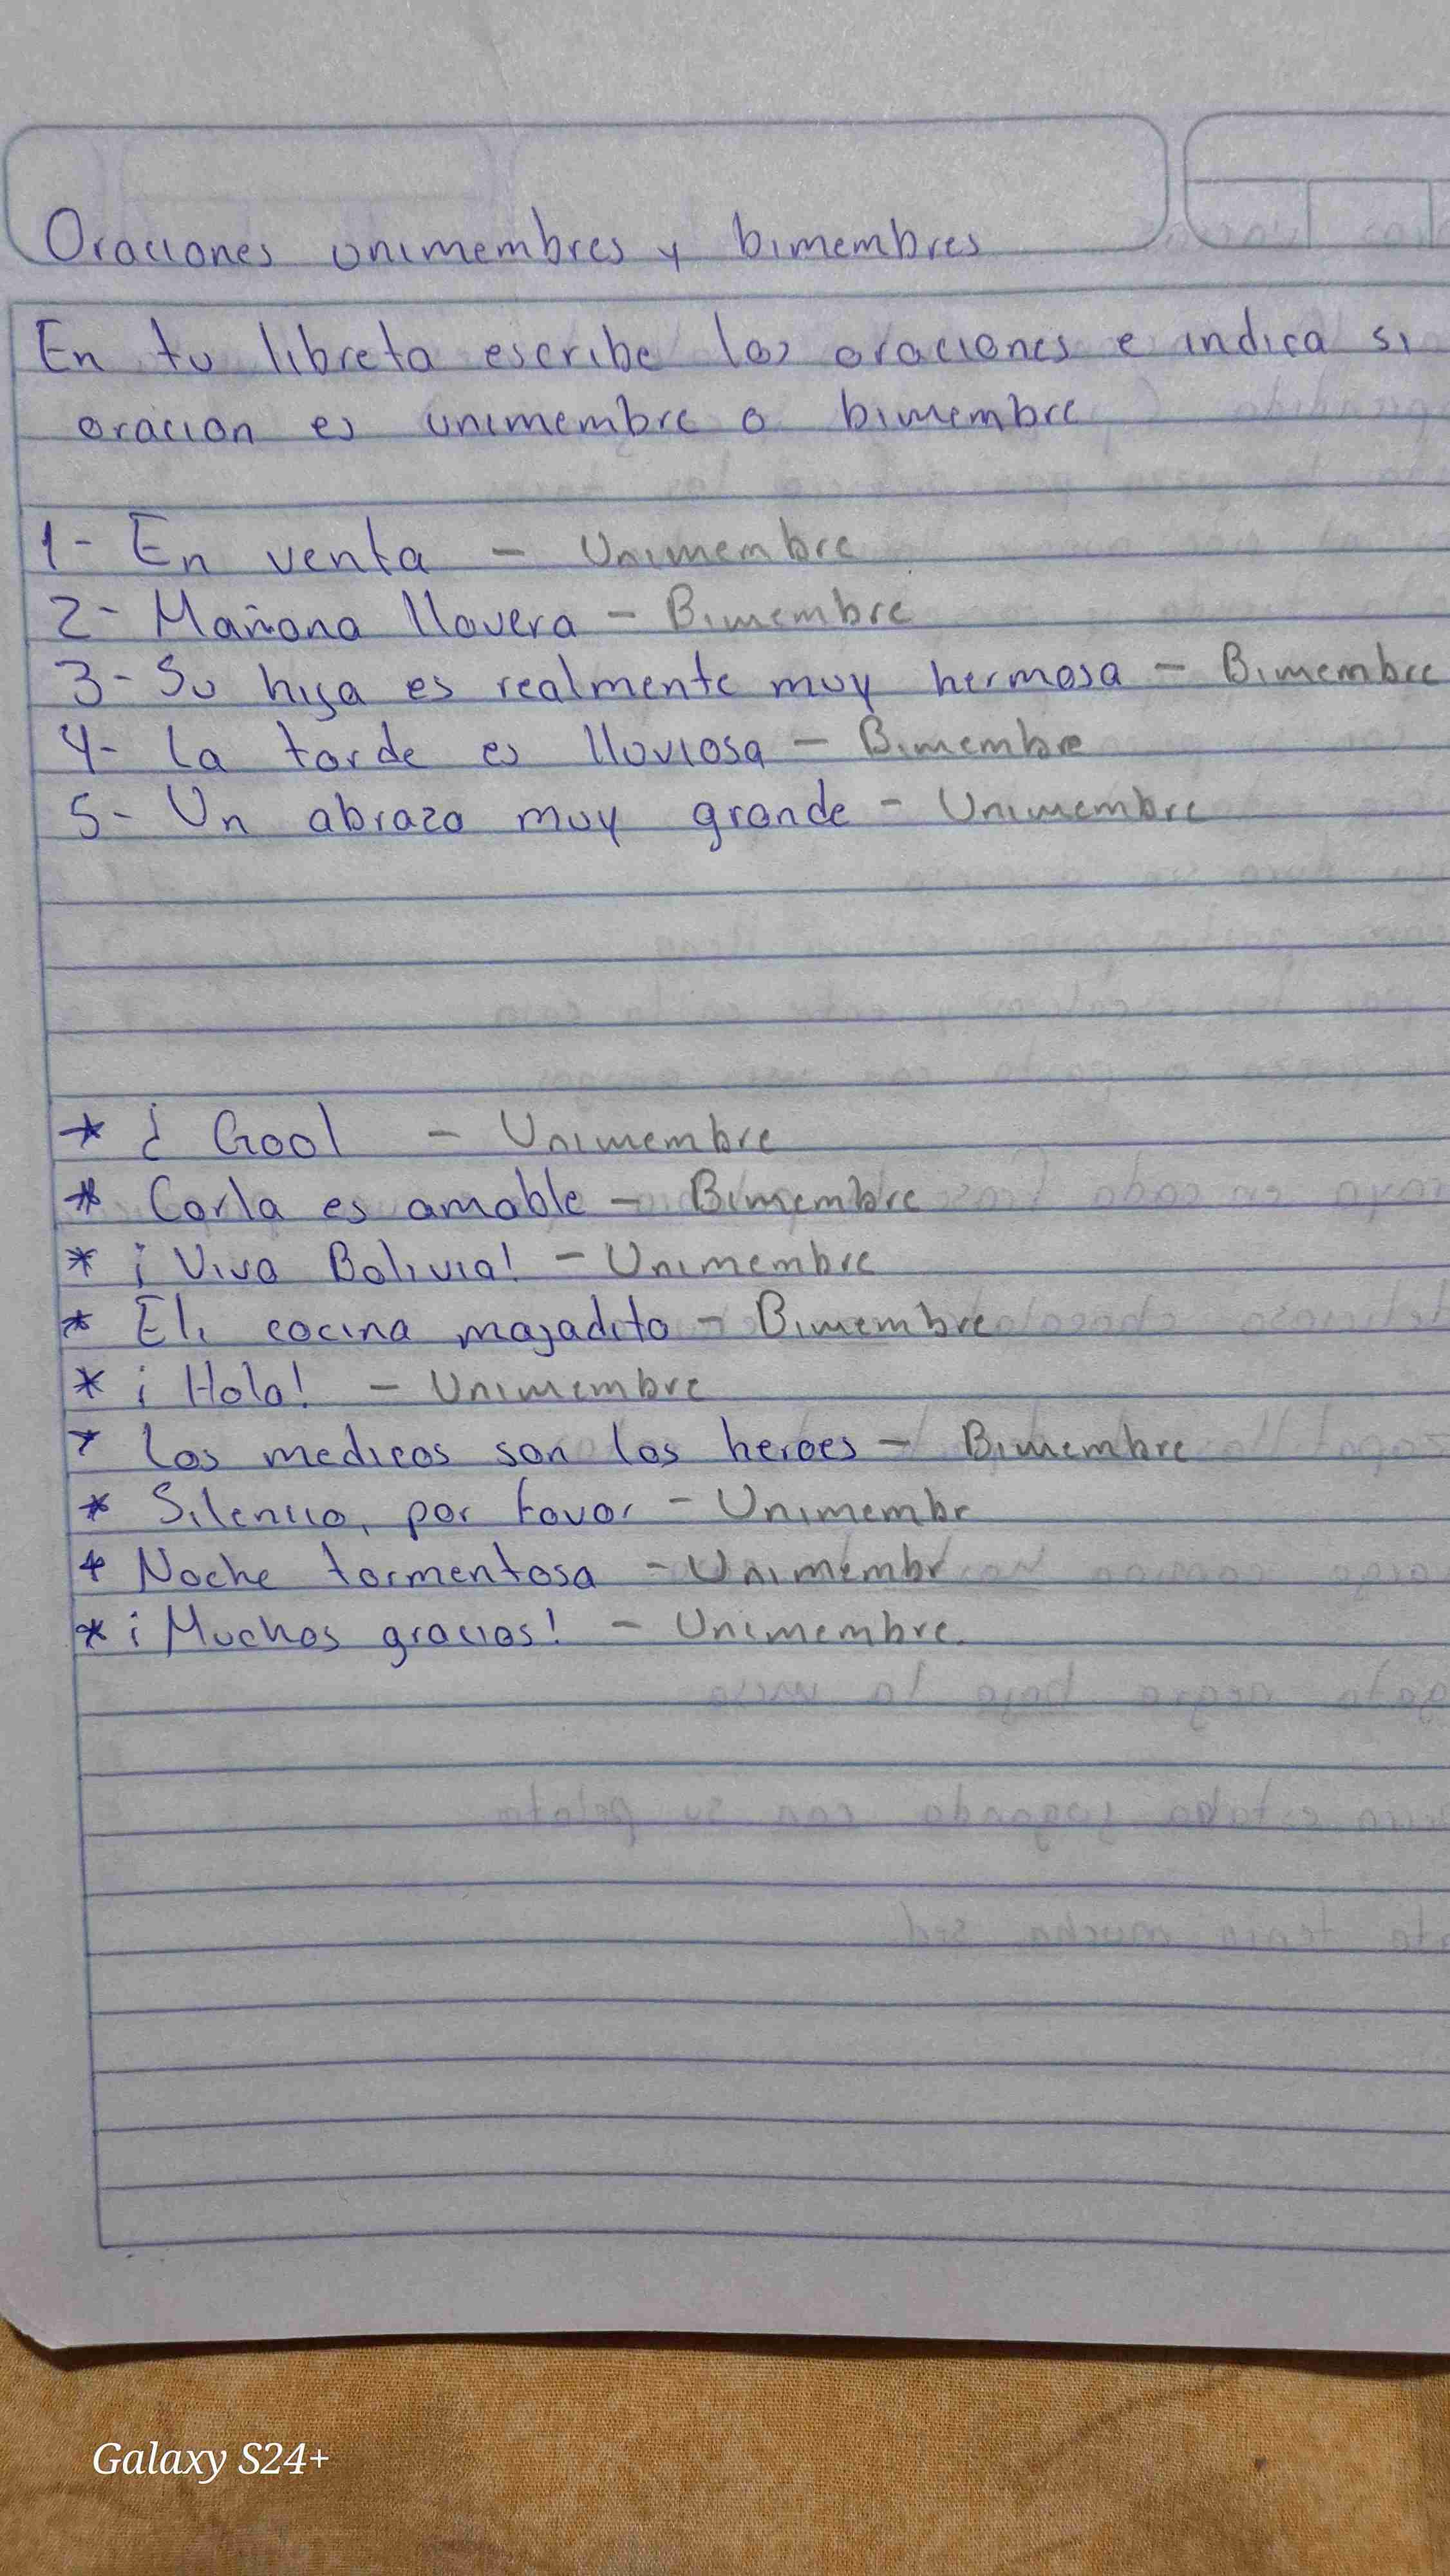 Oraciones unimembres y bimembres
En tu libreta escribe las oraciones e indica si
oracion es unimembre o bimembre
1- En venta - Unimembre
2- Mañana llovera - Bimembre
3- Su hija es realmente muy hermosa - Bimembre
4- La tarde es lluviosa - Bimembre
5- Un abrazo muy grande - Unimembre
* ¿ Gool - Unimembre
* Carla es amable - Bimembre
* ¡ Viva Bolivia! - Unimembre
* Eli cocina majadito - Bimembre
* ¡ Hola! - Unimembre
* Los medicos son los heroes - Bimembre
* Silencio, por favor - Unimembr
* Noche tormentosa - Unimembr
* ¡ Muchas gracias! - Unimembre.
Galaxy S24+